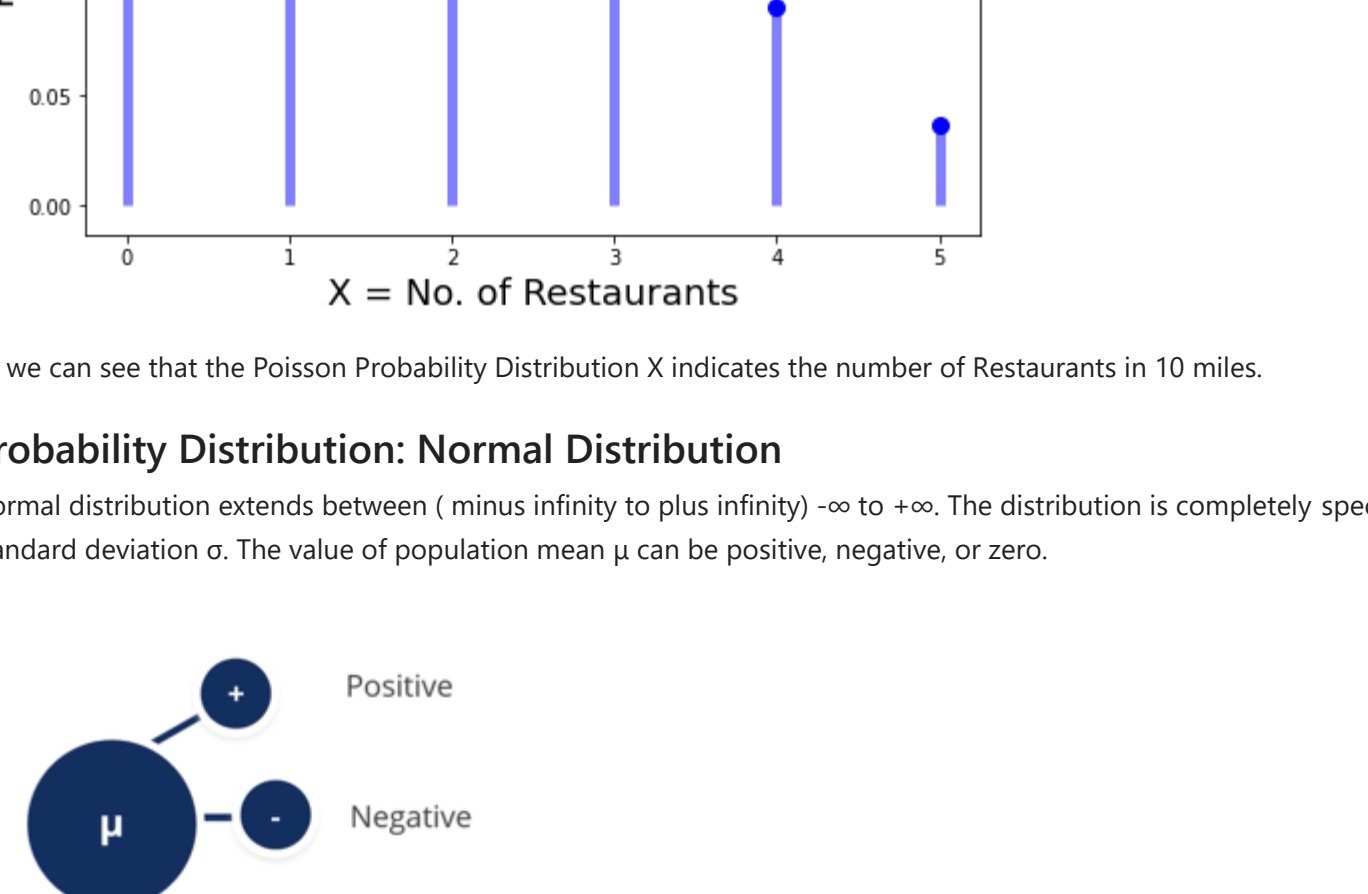 0.05
0.00
0 1 2 3 4 5
X = No. of Restaurants
we can see that the Poisson Probability Distribution X indicates the number of Restaurants in 10 miles.
robability Distribution: Normal Distribution
ormal distribution extends between ( minus infinity to plus infinity) -∞ to +∞. The distribution is completely spec
andard deviation σ. The value of population mean μ can be positive, negative, or zero.
+ Positive
μ - Negative